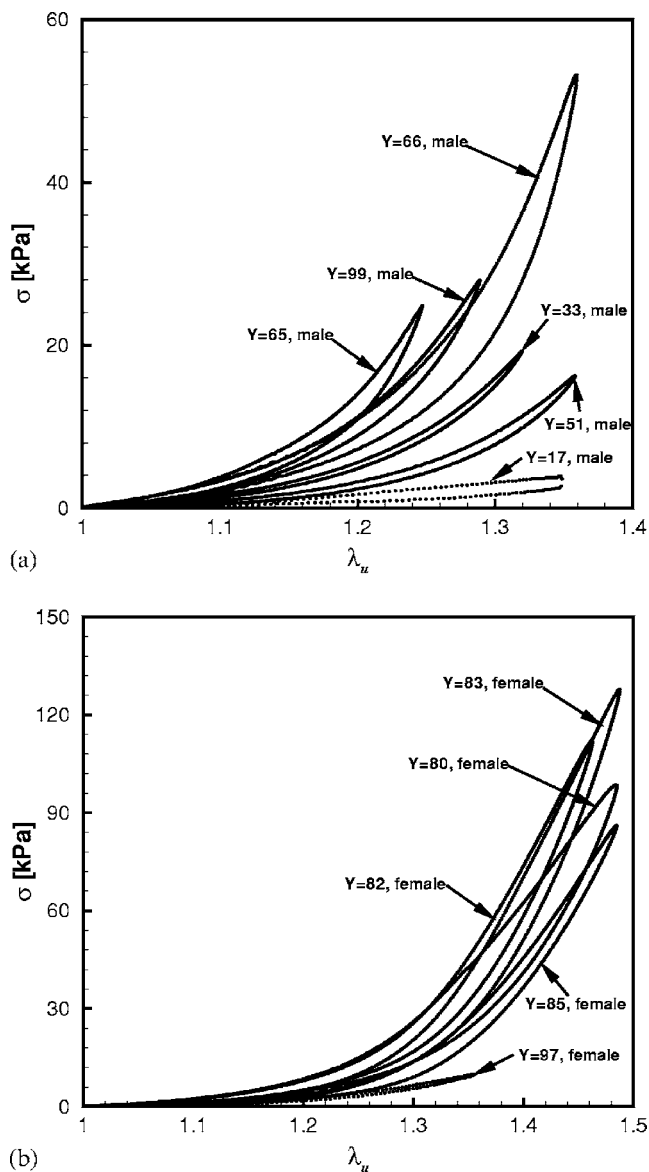 60
Y=66, male
40
σ [kPa]
Y=99, male
Y=33, male
Y=65, male
20
Y=51, male
Y=17, male
0
1 1.1 1.2 1.3 1.4
(a) λu
150
Y=83, female
120
Y=80, female
90
σ [kPa]
Y=82, female
60
Y=85, female
30
Y=97, female
0
1 1.1 1.2 1.3 1.4 1.5
(b) λu